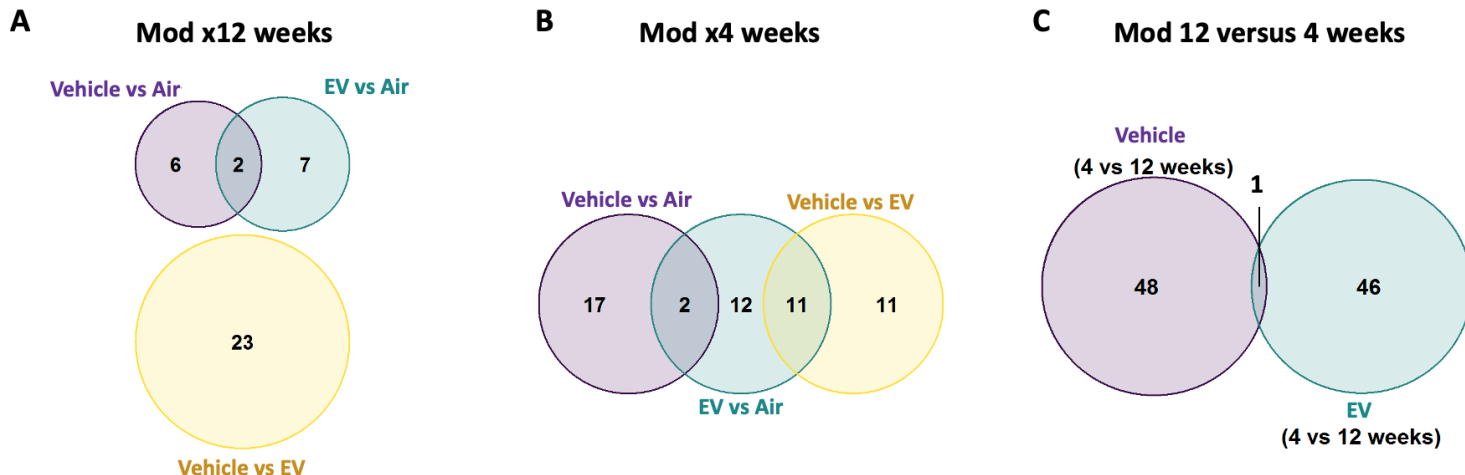 A
Mod x12 weeks
Vehicle vs Air
EV vs Air
6
2
7
23
Vehicle vs EV
B
Mod x4 weeks
Vehicle vs Air
Vehicle vs EV
17
2
12
11
11
EV vs Air
C
Mod 12 versus 4 weeks
Vehicle
(4 vs 12 weeks)
1
48
46
EV
(4 vs 12 weeks)